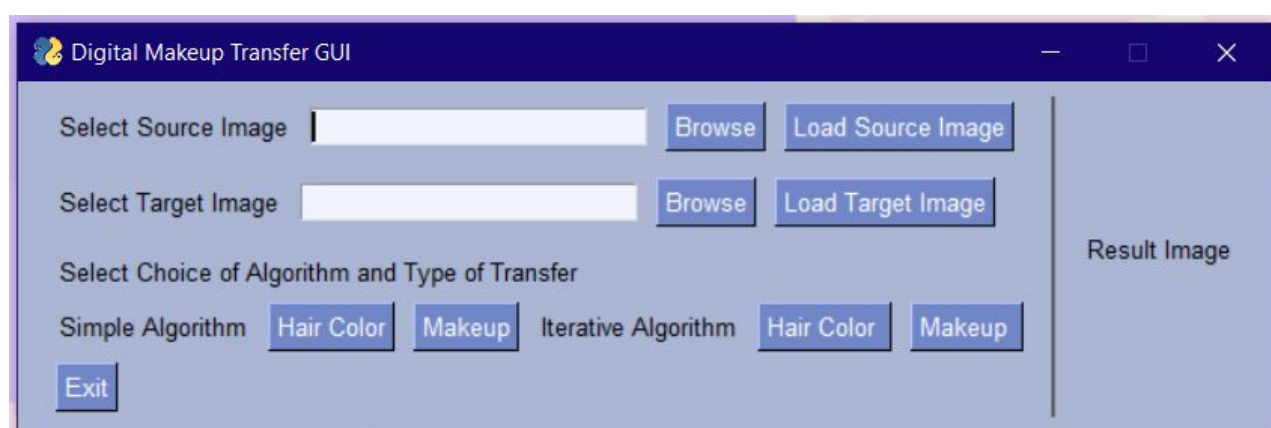 Digital Makeup Transfer GUI
Select Source Image Browse Load Source Image
Select Target Image Browse Load Target Image
Result Image
Select Choice of Algorithm and Type of Transfer
Simple Algorithm Hair Color Makeup Iterative Algorithm Hair Color Makeup
Exit